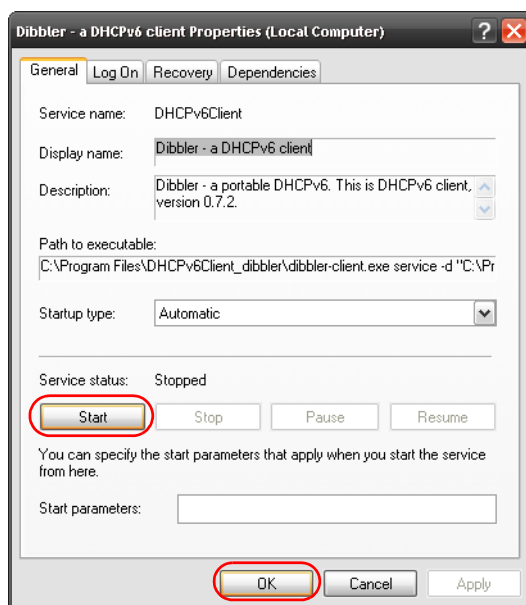 Dibbler - a DHCPv6 client Properties (Local Computer)
General
Log On
Recovery
Dependencies
Service name:
DHCPv6Client
Display name:
Dibbler - a DHCPv6 client
Description:
Dibbler - a portable DHCPv6. This is DHCPv6 client,
version 0.7.2.
Path to executable:
C:\Program Files\DHCPv6Client_dibbler\dibbler-client.exe service -d "C:\Pr
Startup type:
Automatic
Service status:
Stopped
Start
Stop
Pause
Resume
You can specify the start parameters that apply when you start the service
from here.
Start parameters:
OK
Cancel
Apply